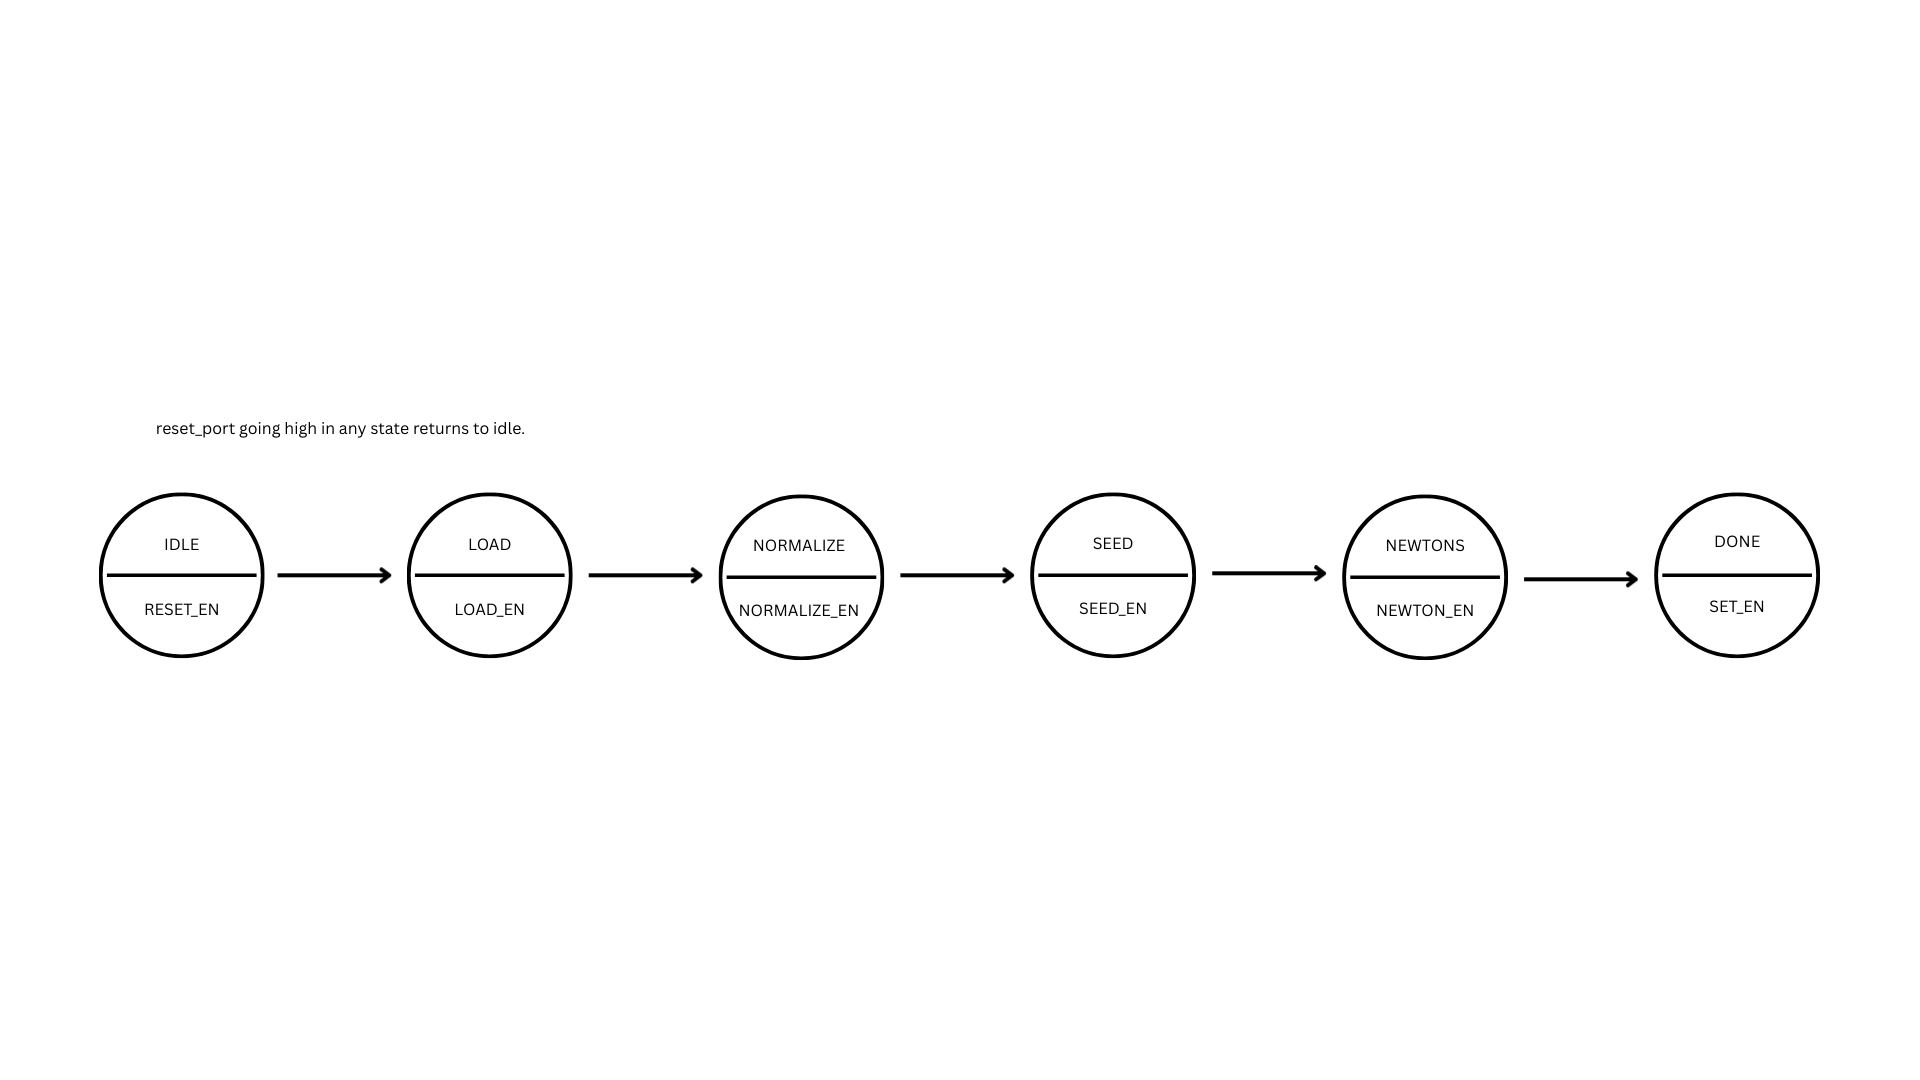 reset_port going high in any state returns to idle.
IDLE
RESET_EN
LOAD
LOAD_EN
NORMALIZE
NORMALIZE_EN
SEED
SEED_EN
NEWTONS
NEWTON_EN
DONE
SET_EN